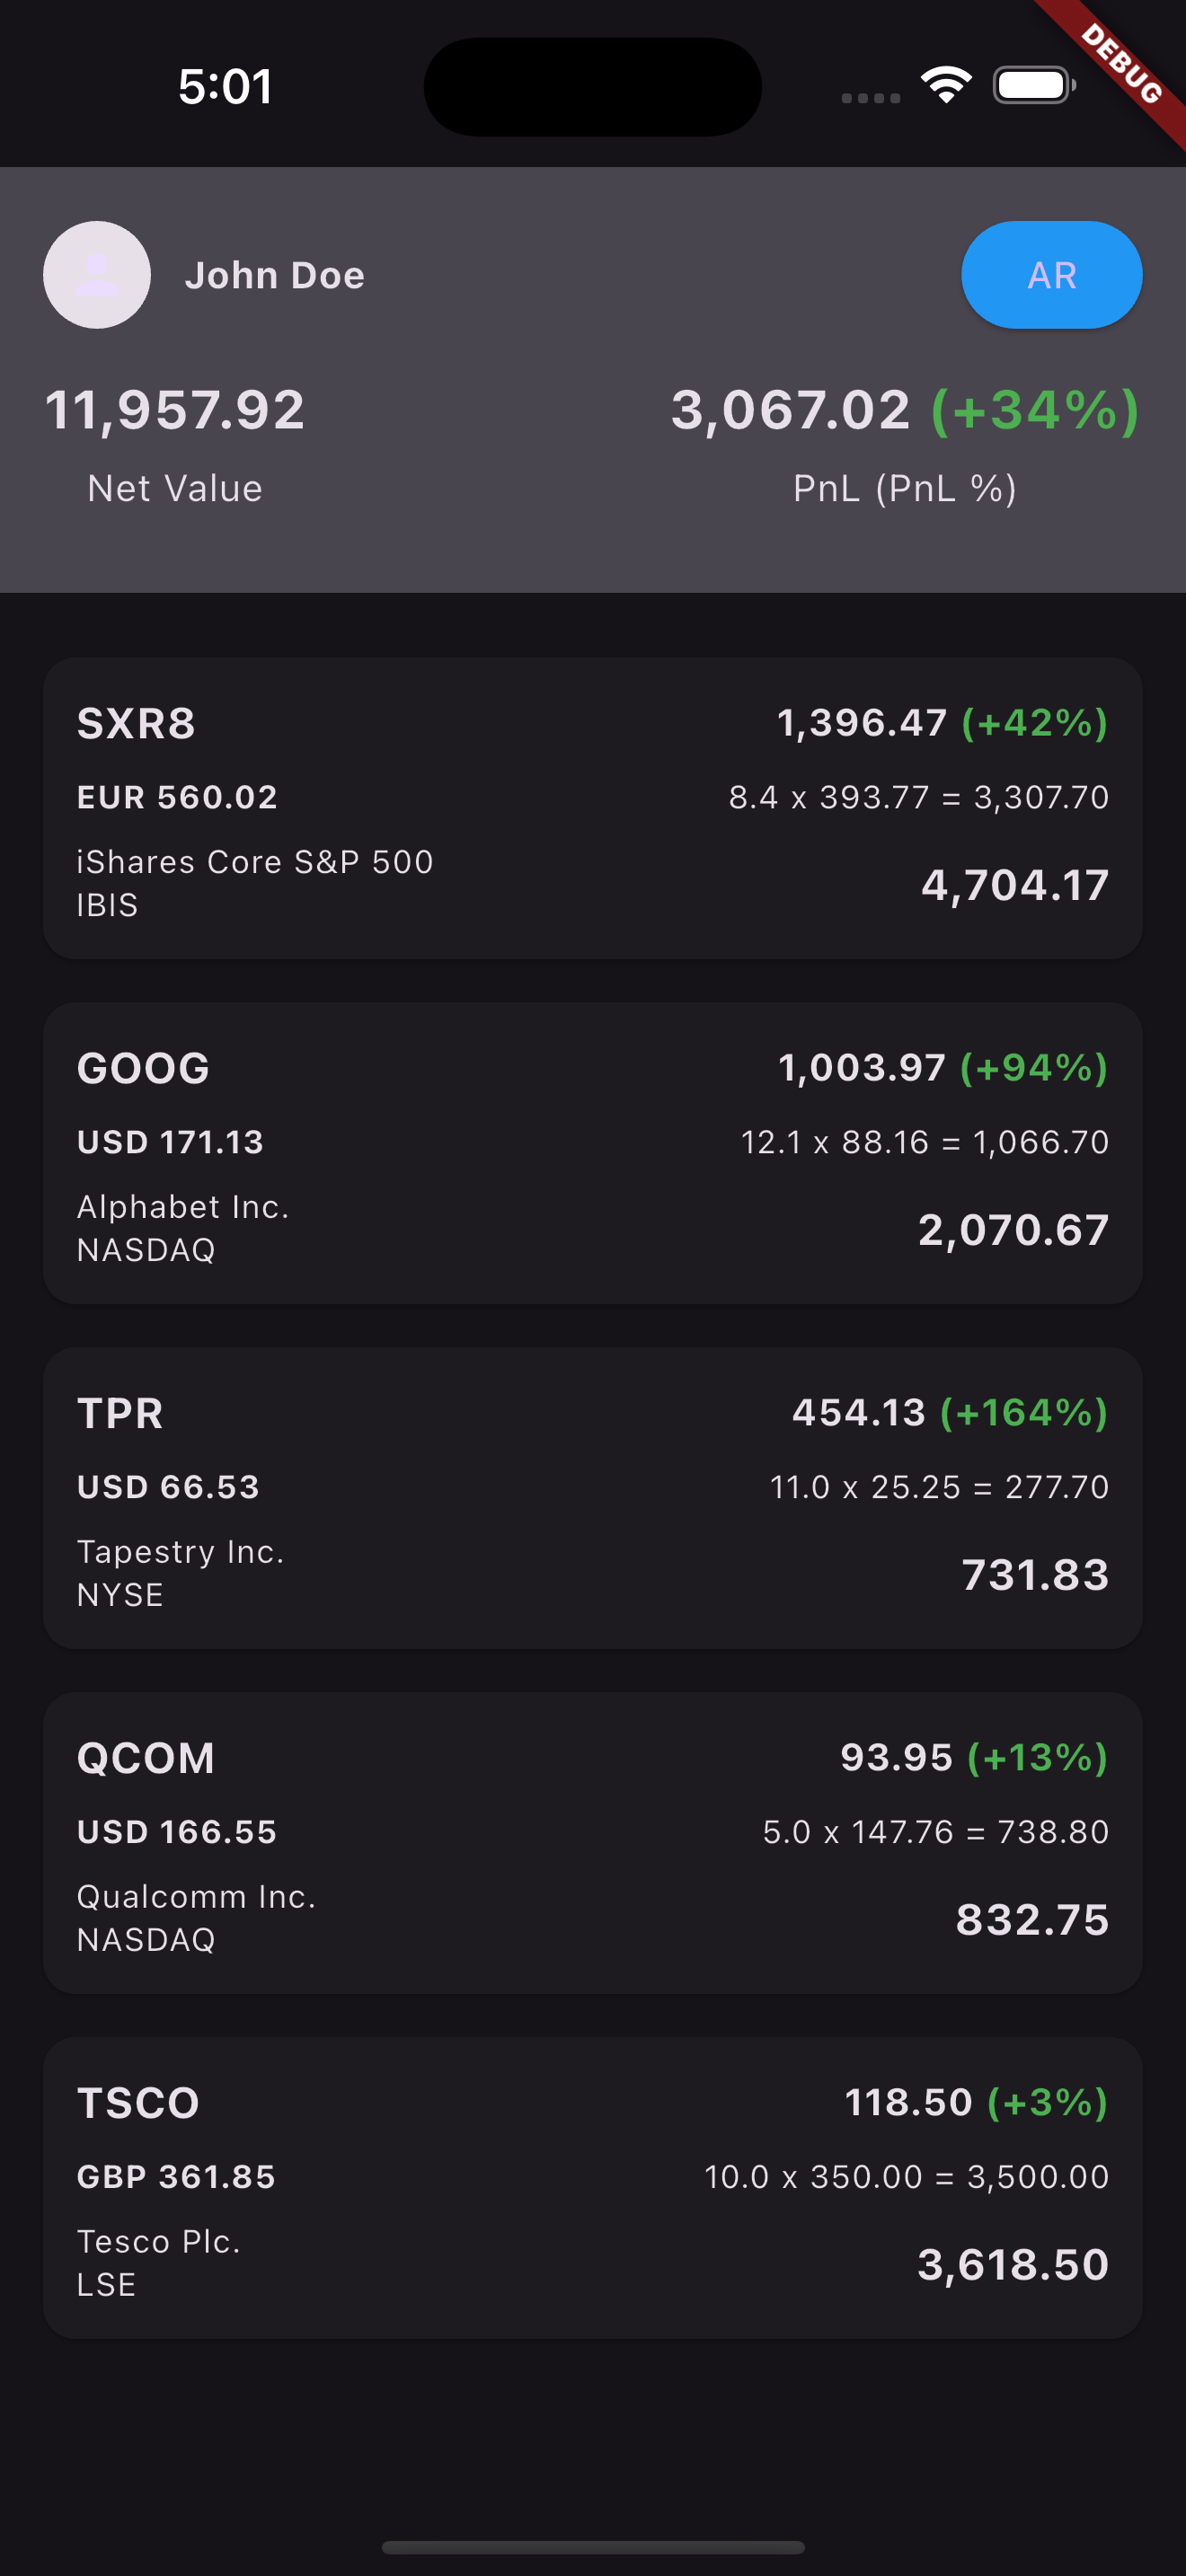 5:01
DEBUG
John Doe
AR
11,957.92
3,067.02 (+34%)
Net Value
PnL (PnL %)
SXR8
1,396.47 (+42%)
EUR 560.02
8.4 x 393.77 = 3,307.70
iShares Core S&P 500
IBIS
4,704.17
GOOG
1,003.97 (+94%)
USD 171.13
12.1 x 88.16 = 1,066.70
Alphabet Inc.
NASDAQ
2,070.67
TPR
454.13 (+164%)
USD 66.53
11.0 x 25.25 = 277.70
Tapestry Inc.
NYSE
731.83
QCOM
93.95 (+13%)
USD 166.55
5.0 x 147.76 = 738.80
Qualcomm Inc.
NASDAQ
832.75
TSCO
118.50 (+3%)
GBP 361.85
10.0 x 350.00 = 3,500.00
Tesco Plc.
LSE
3,618.50